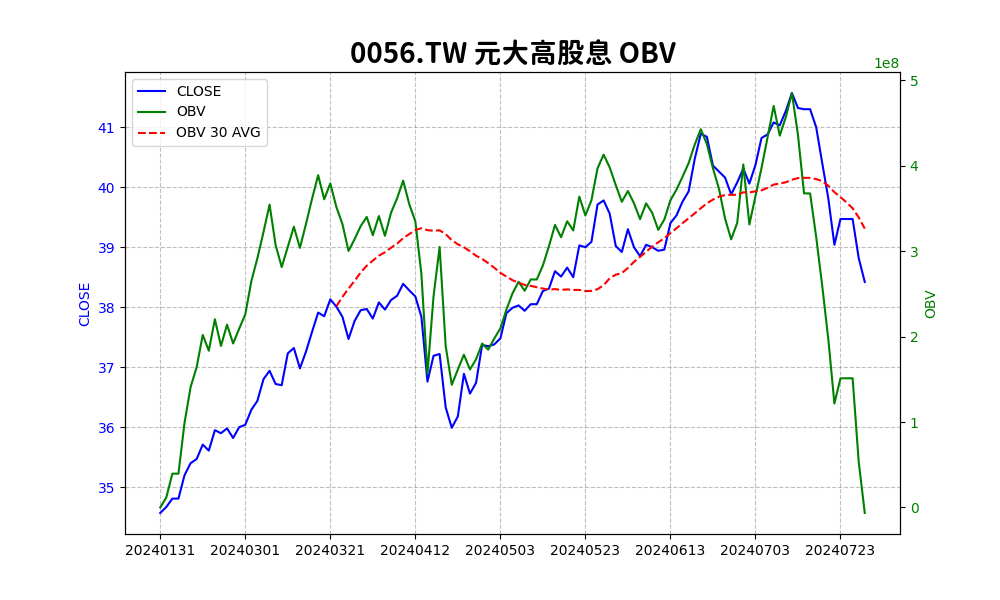 0056.TW 元大高股息 OBV
1e8
CLOSE
OBV
OBV 30 AVG
CLOSE
41
40
39
38
37
36
35
5
4
3
2
1
0
OBV
20240131 20240301 20240321 20240412 20240503 20240523 20240613 20240703 20240723